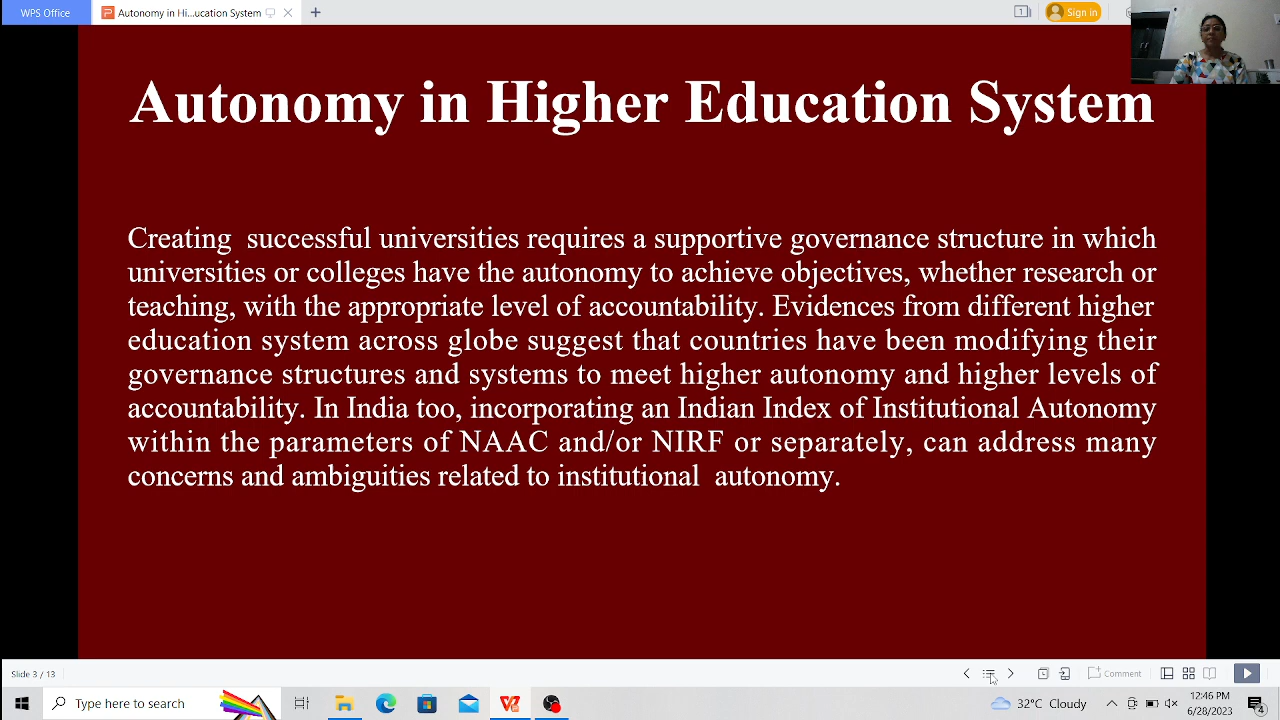 WPS Office
Autonomy in Hi...ucation System
1
Sign in
Autonomy in Higher Education System
Creating successful universities requires a supportive governance structure in which
universities or colleges have the autonomy to achieve objectives, whether research or
teaching, with the appropriate level of accountability. Evidences from different higher
education system across globe suggest that countries have been modifying their
governance structures and systems to meet higher autonomy and higher levels of
accountability. In India too, incorporating an Indian Index of Institutional Autonomy
within the parameters of NAAC and/or NIRF or separately, can address many
concerns and ambiguities related to institutional autonomy.
Slide 3 / 13
Comment
Type here to search
32°C Cloudy
12:46 PM
6/28/2023
4